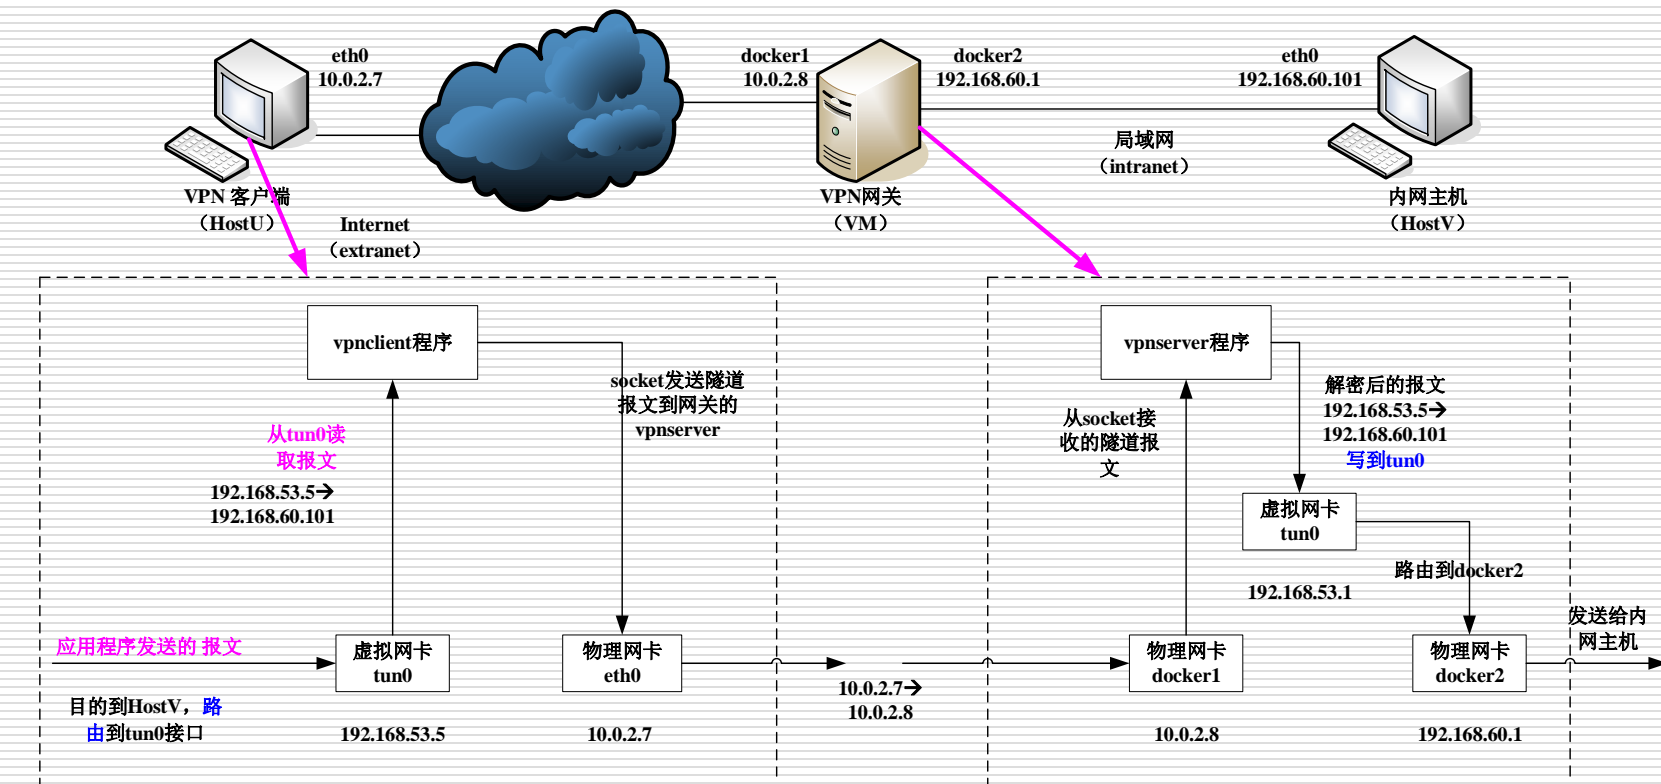 eth0
10.0.2.7
docker1
10.0.2.8
docker2
192.168.60.1
eth0
192.168.60.101
局域网
（intranet）
VPN 客户端
（HostU）
Internet
（extranet）
VPN网关
（VM）
内网主机
（HostV）
vpnclient程序
socket发送隧道
报文到网关的
vpnserver
从tun0读
取报文
192.168.53.5→
192.168.60.101
应用程序发送的 报文
目的到HostV，路
由到tun0接口
虚拟网卡
tun0
192.168.53.5
物理网卡
eth0
10.0.2.7
10.0.2.7→
10.0.2.8
vpnserver程序
从socket接
收的隧道报
文
解密后的报文
192.168.53.5→
192.168.60.101
写到tun0
虚拟网卡
tun0
192.168.53.1
路由到docker2
物理网卡
docker1
10.0.2.8
物理网卡
docker2
192.168.60.1
发送给内
网主机